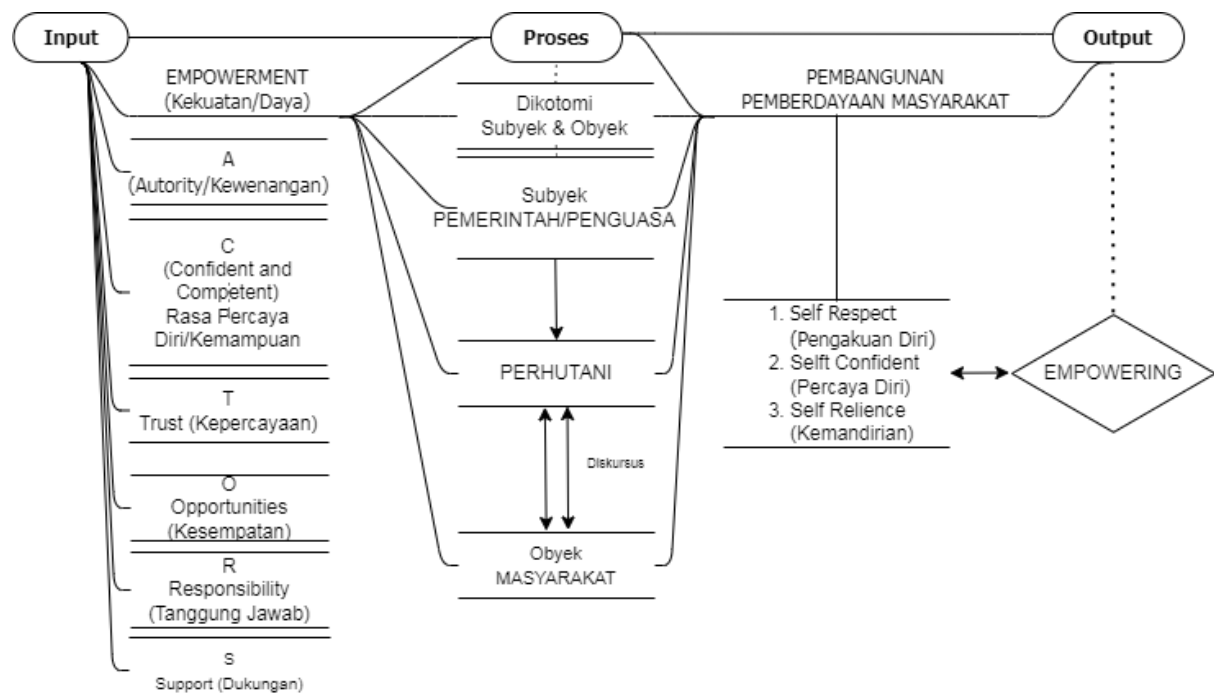 Input
Proses
Output
EMPOWERMENT
(Kekuatan/Daya)
A
(Autority/Kewenangan)
C
(Confident and
Competent)
Rasa Percaya
Diri/Kemampuan
T
Trust (Kepercayaan)
O
Opportunities
(Kesempatan)
R
Responsibility
(Tanggung Jawab)
S
Support (Dukungan)
Dikotomi
Subyek & Obyek
Subyek
PEMERINTAH/PENGUASA
PERHUTANI
Diskursus
Obyek
MASYARAKAT
PEMBANGUNAN
PEMBERDAYAAN MASYARAKAT
1. Self Respect
(Pengakuan Diri)
2. Selft Confident
(Percaya Diri)
3. Self Relience
(Kemandirian)
EMPOWERING